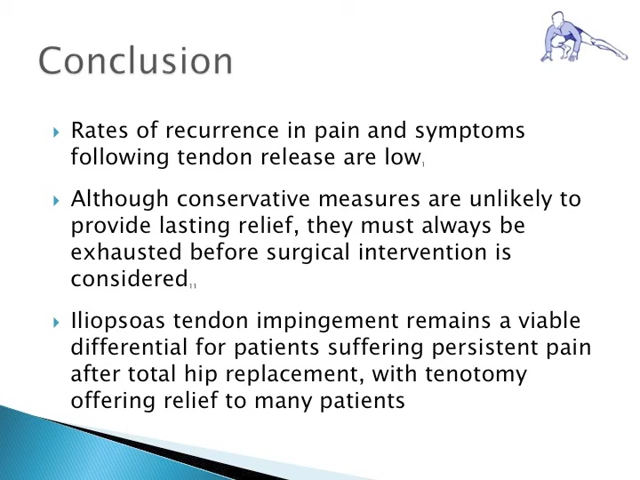 Conclusion
Rates of recurrence in pain and symptoms
following tendon release are low1
Although conservative measures are unlikely to
provide lasting relief, they must always be
exhausted before surgical intervention is
considered11
Iliopsoas tendon impingement remains a viable
differential for patients suffering persistent pain
after total hip replacement, with tenotomy
offering relief to many patients